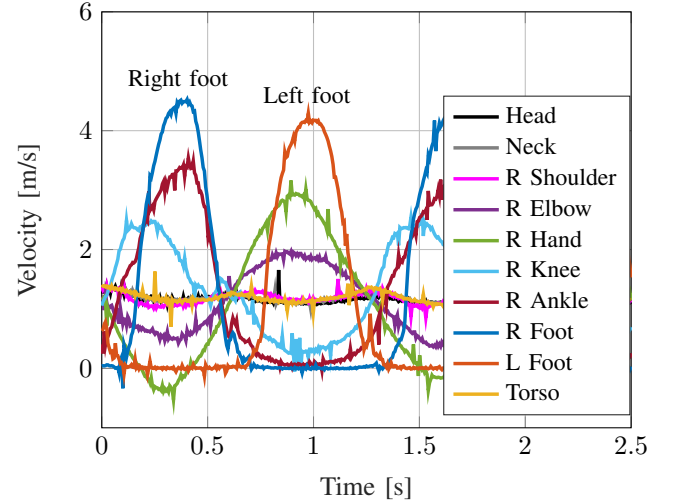 6
Right foot
Left foot
4
2
0
Velocity [m/s]
Head
Neck
R Shoulder
R Elbow
R Hand
R Knee
R Ankle
R Foot
L Foot
Torso
0 0.5 1 1.5 2 2.5
Time [s]